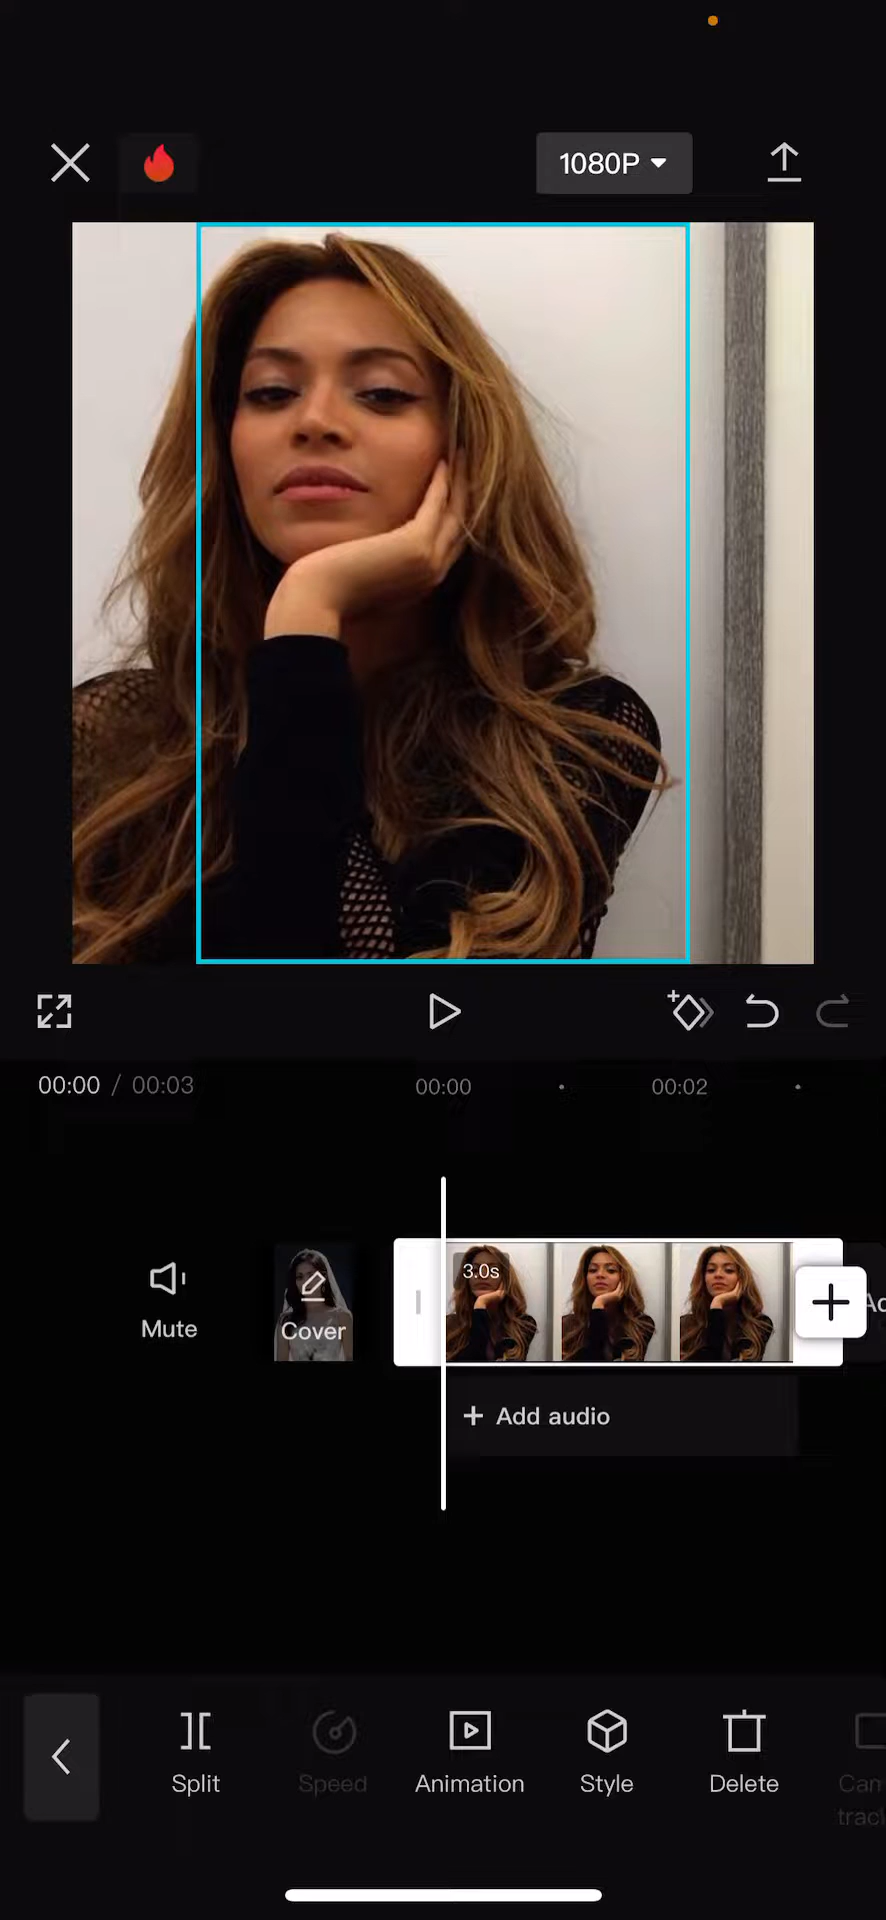 1080P
00:00 / 00:03
00:00
00:02
3.0s
Mute
Cover
Add audio
Split
Speed
Animation
Style
Delete